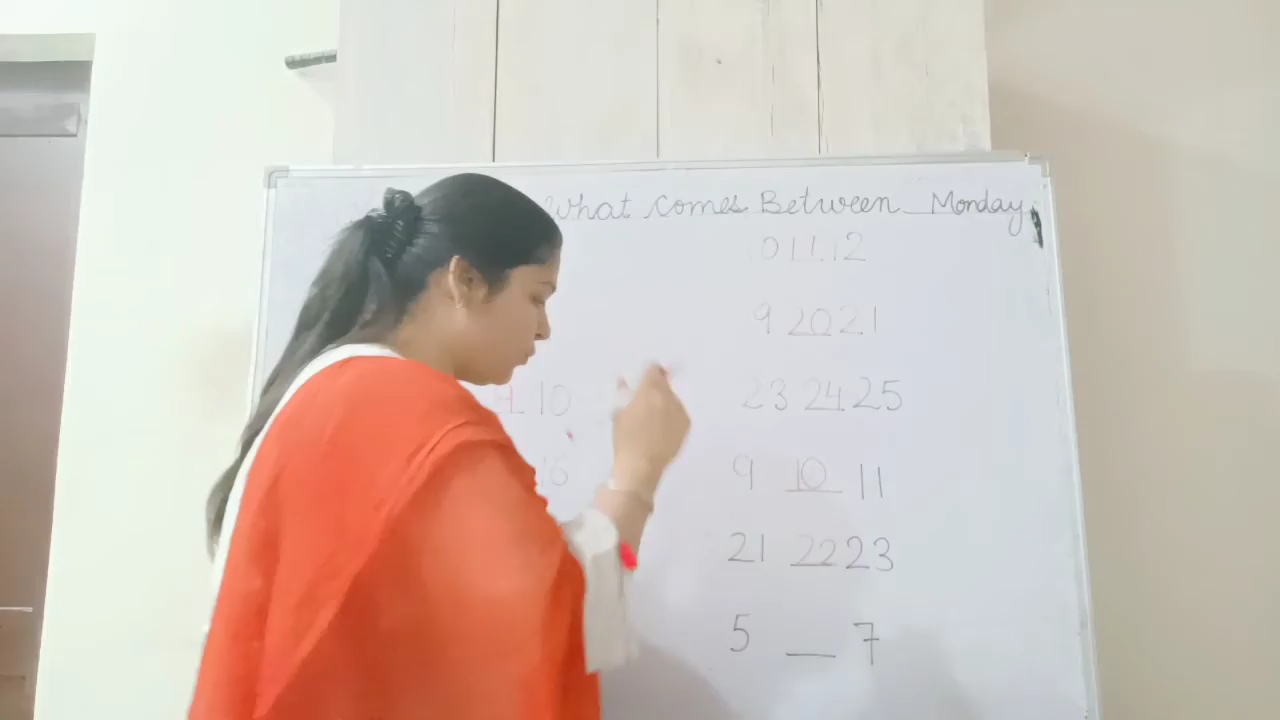 What comes Between Monday
10 11 12
9 20 21
23 24 25
10
9 10 11
16
21 22 23
5 __ 7